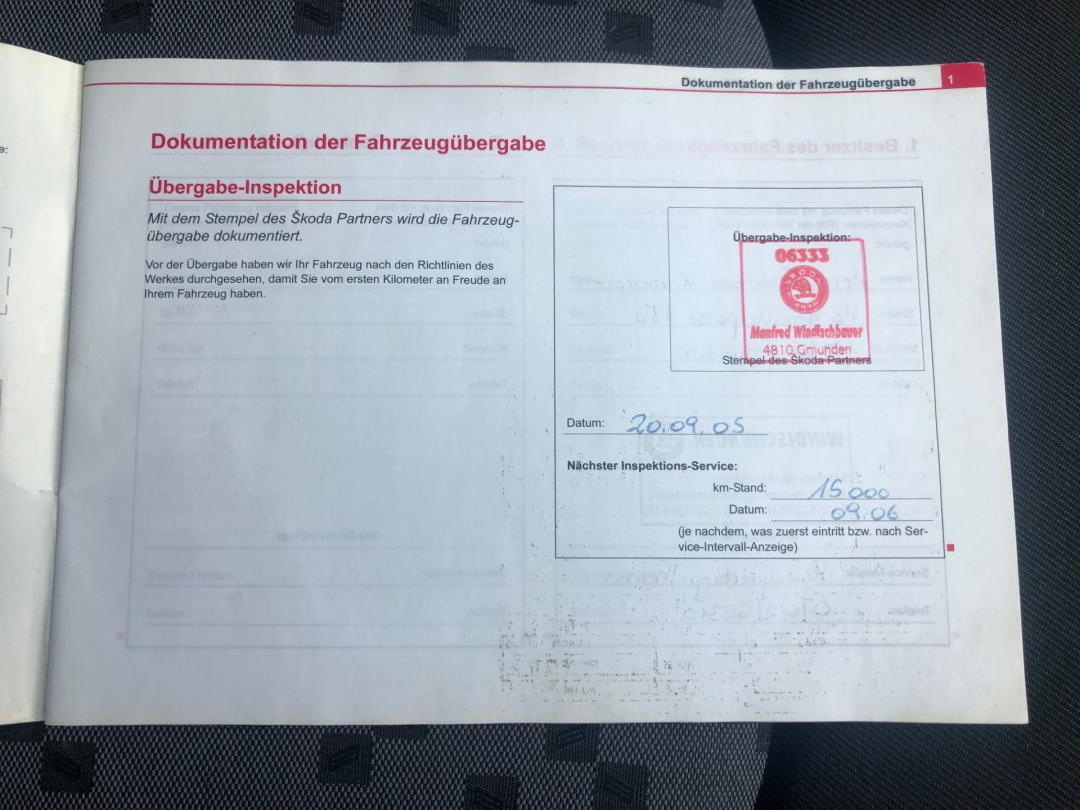 Dokumentation der Fahrzeugübergabe 1
Dokumentation der Fahrzeugübergabe
Übergabe-Inspektion
Mit dem Stempel des Škoda Partners wird die Fahrzeug-
übergabe dokumentiert.
Vor der Übergabe haben wir Ihr Fahrzeug nach den Richtlinien des
Werkes durchgesehen, damit Sie vom ersten Kilometer an Freude an
Ihrem Fahrzeug haben.
Übergabe-Inspektion:
06333
SKODA
Manfred Windischbauer
4810 Gmunden
Stempel des Škoda Partners
Datum: 20.09.05
Nächster Inspektions-Service:
km-Stand: 15 000
Datum: 09.06
(je nachdem, was zuerst eintritt bzw. nach Ser-
vice-Intervall-Anzeige)